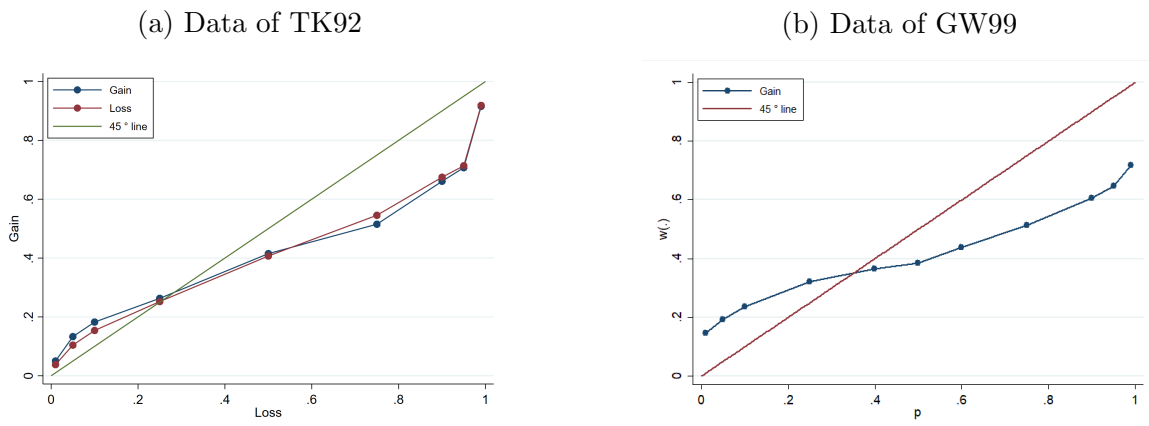 (a) Data of TK92
Gain
Loss
45 ° line
1
.8
.6
.4
.2
0
Gain
0 .2 .4 .6 .8 1
Loss
(b) Data of GW99
Gain
45 ° line
1
.8
.6
.4
.2
0
w(.)
0 .2 .4 .6 .8 1
p